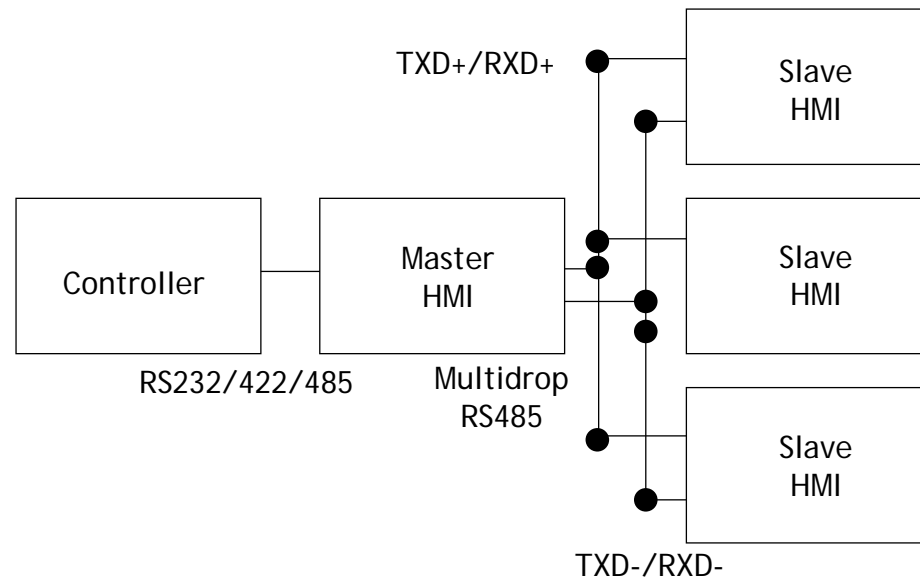 TXD+/RXD+
Slave
HMI
Controller
Master
HMI
Slave
HMI
RS232/422/485
Multidrop
RS485
Slave
HMI
TXD-/RXD-